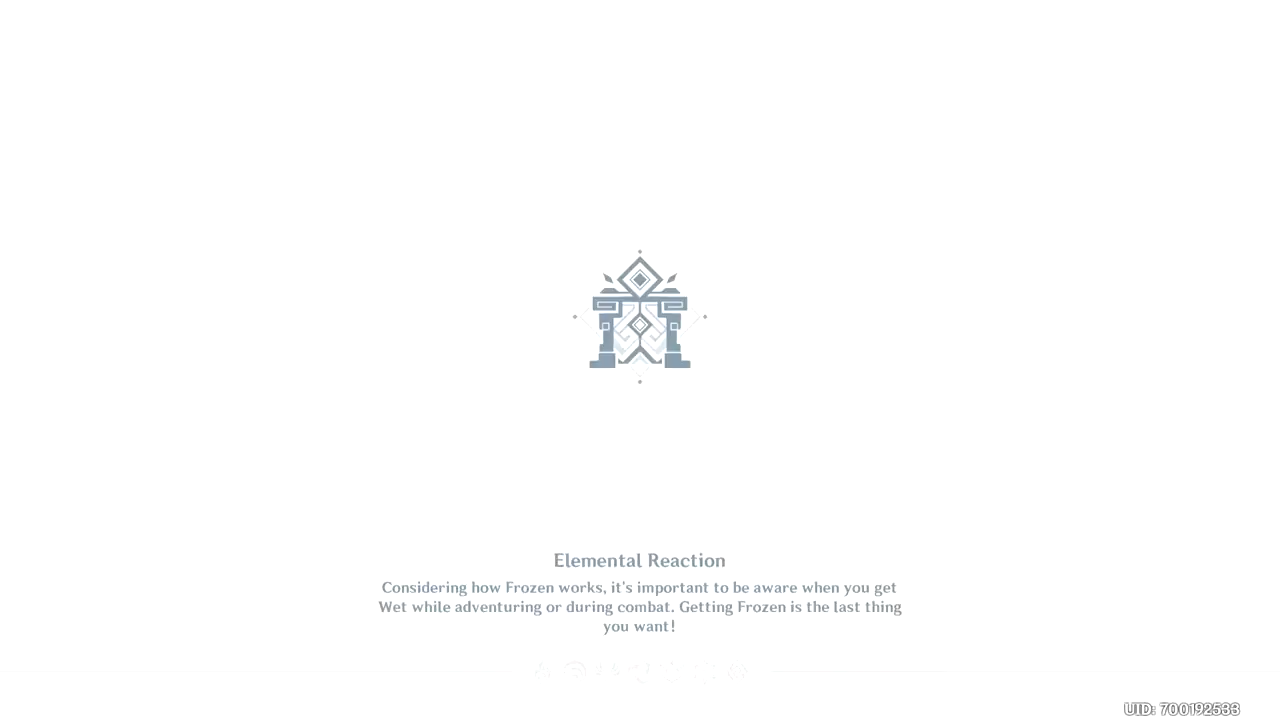 Elemental Reaction
Considering how Frozen works, it's important to be aware when you get
Wet while adventuring or during combat. Getting Frozen is the last thing
you want!
UID: 700192533